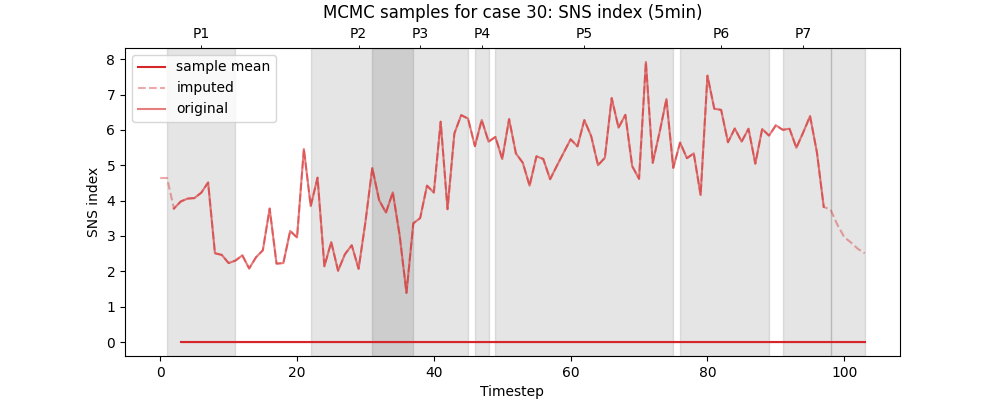 MCMC samples for case 30: SNS index (5min)
P1 P2 P3 P4 P5 P6 P7
sample mean
imputed
original
8
7
6
5
4
3
2
1
0
SNS index
0 20 40 60 80 100
Timestep